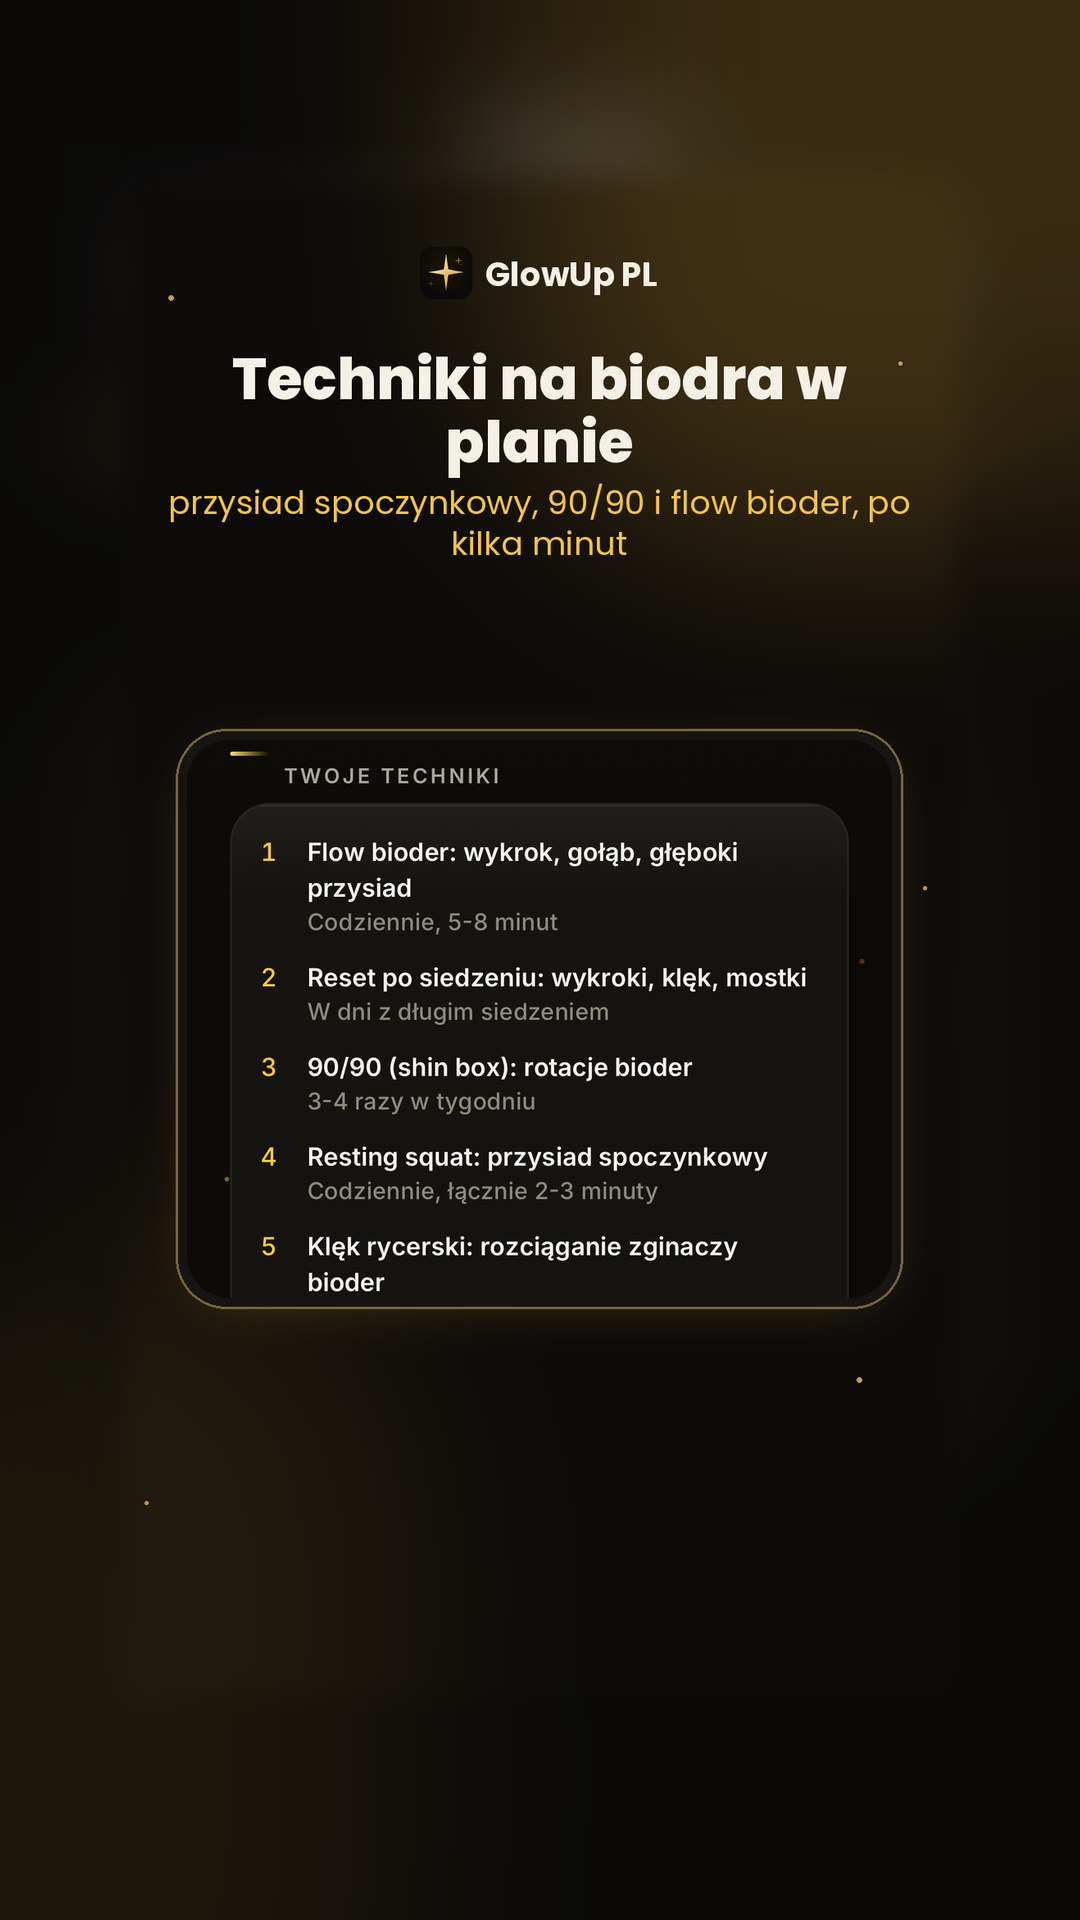 GlowUp PL
Techniki na biodra w
planie
przysiad spoczynkowy, 90/90 i flow bioder, po
kilka minut
TWOJE TECHNIKI
1 Flow bioder: wykrok, gołąb, głęboki
przysiad
Codziennie, 5-8 minut
2 Reset po siedzeniu: wykroki, klęk, mostki
W dni z długim siedzeniem
3 90/90 (shin box): rotacje bioder
3-4 razy w tygodniu
4 Resting squat: przysiad spoczynkowy
Codziennie, łącznie 2-3 minuty
5 Klęk rycerski: rozciąganie zginaczy
bioder